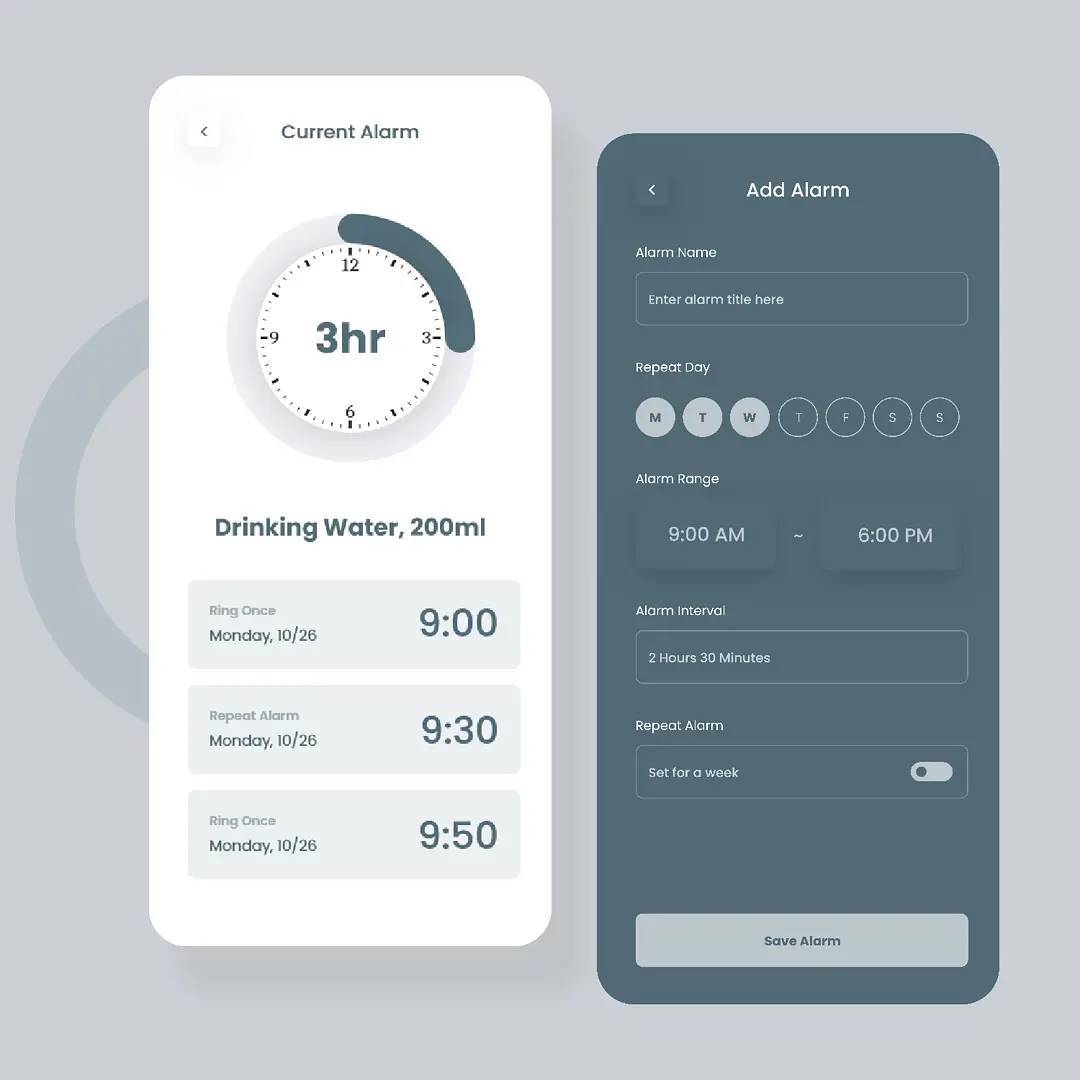 Current Alarm
12
9
3hr
3
6
Drinking Water, 200ml
Ring Once
Monday, 10/26
9:00
Repeat Alarm
Monday, 10/26
9:30
Ring Once
Monday, 10/26
9:50
Add Alarm
Alarm Name
Enter alarm title here
Repeat Day
M T W T F S S
Alarm Range
9:00 AM ~ 6:00 PM
Alarm Interval
2 Hours 30 Minutes
Repeat Alarm
Set for a week
Save Alarm